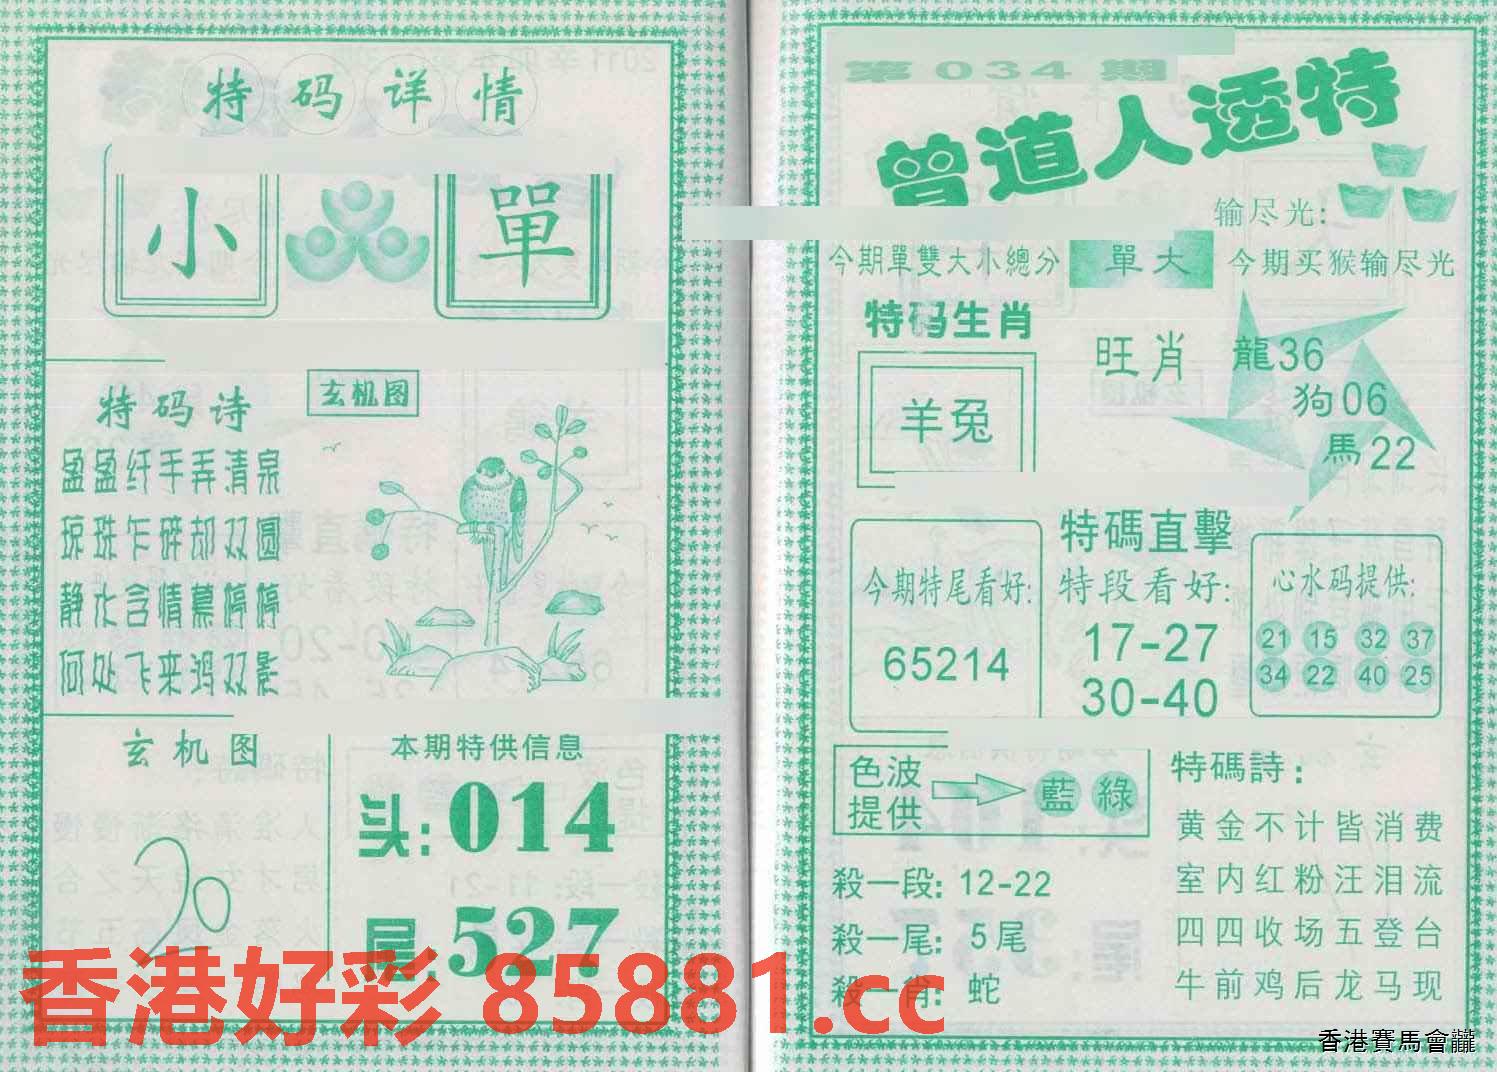 特码详情
小 單
特码诗
玄机图
盈盈纤手弄清泉
琼珠乍碎却双圆
静水含情慕停停
何处飞来鸿双影
玄机图
20
本期特供信息
头:014
尾:527
第034期
曾道人透特
输尽光:
今期單雙大小總分 單大
今期买猴输尽光
特码生肖
羊兔
旺肖
龍36
狗06
馬22
今期特尾看好:
65214
特碼直擊
特段看好:
17-27
30-40
心水码提供:
21 15 32 37
34 22 40 25
色波提供
藍 綠
殺一段: 12-22
殺一尾: 5尾
殺一肖: 蛇
特碼詩:
黄金不计皆消费
室内红粉汪泪流
四四收场五登台
牛前鸡后龙马现
香港好彩 85881.cc
香港賽馬會